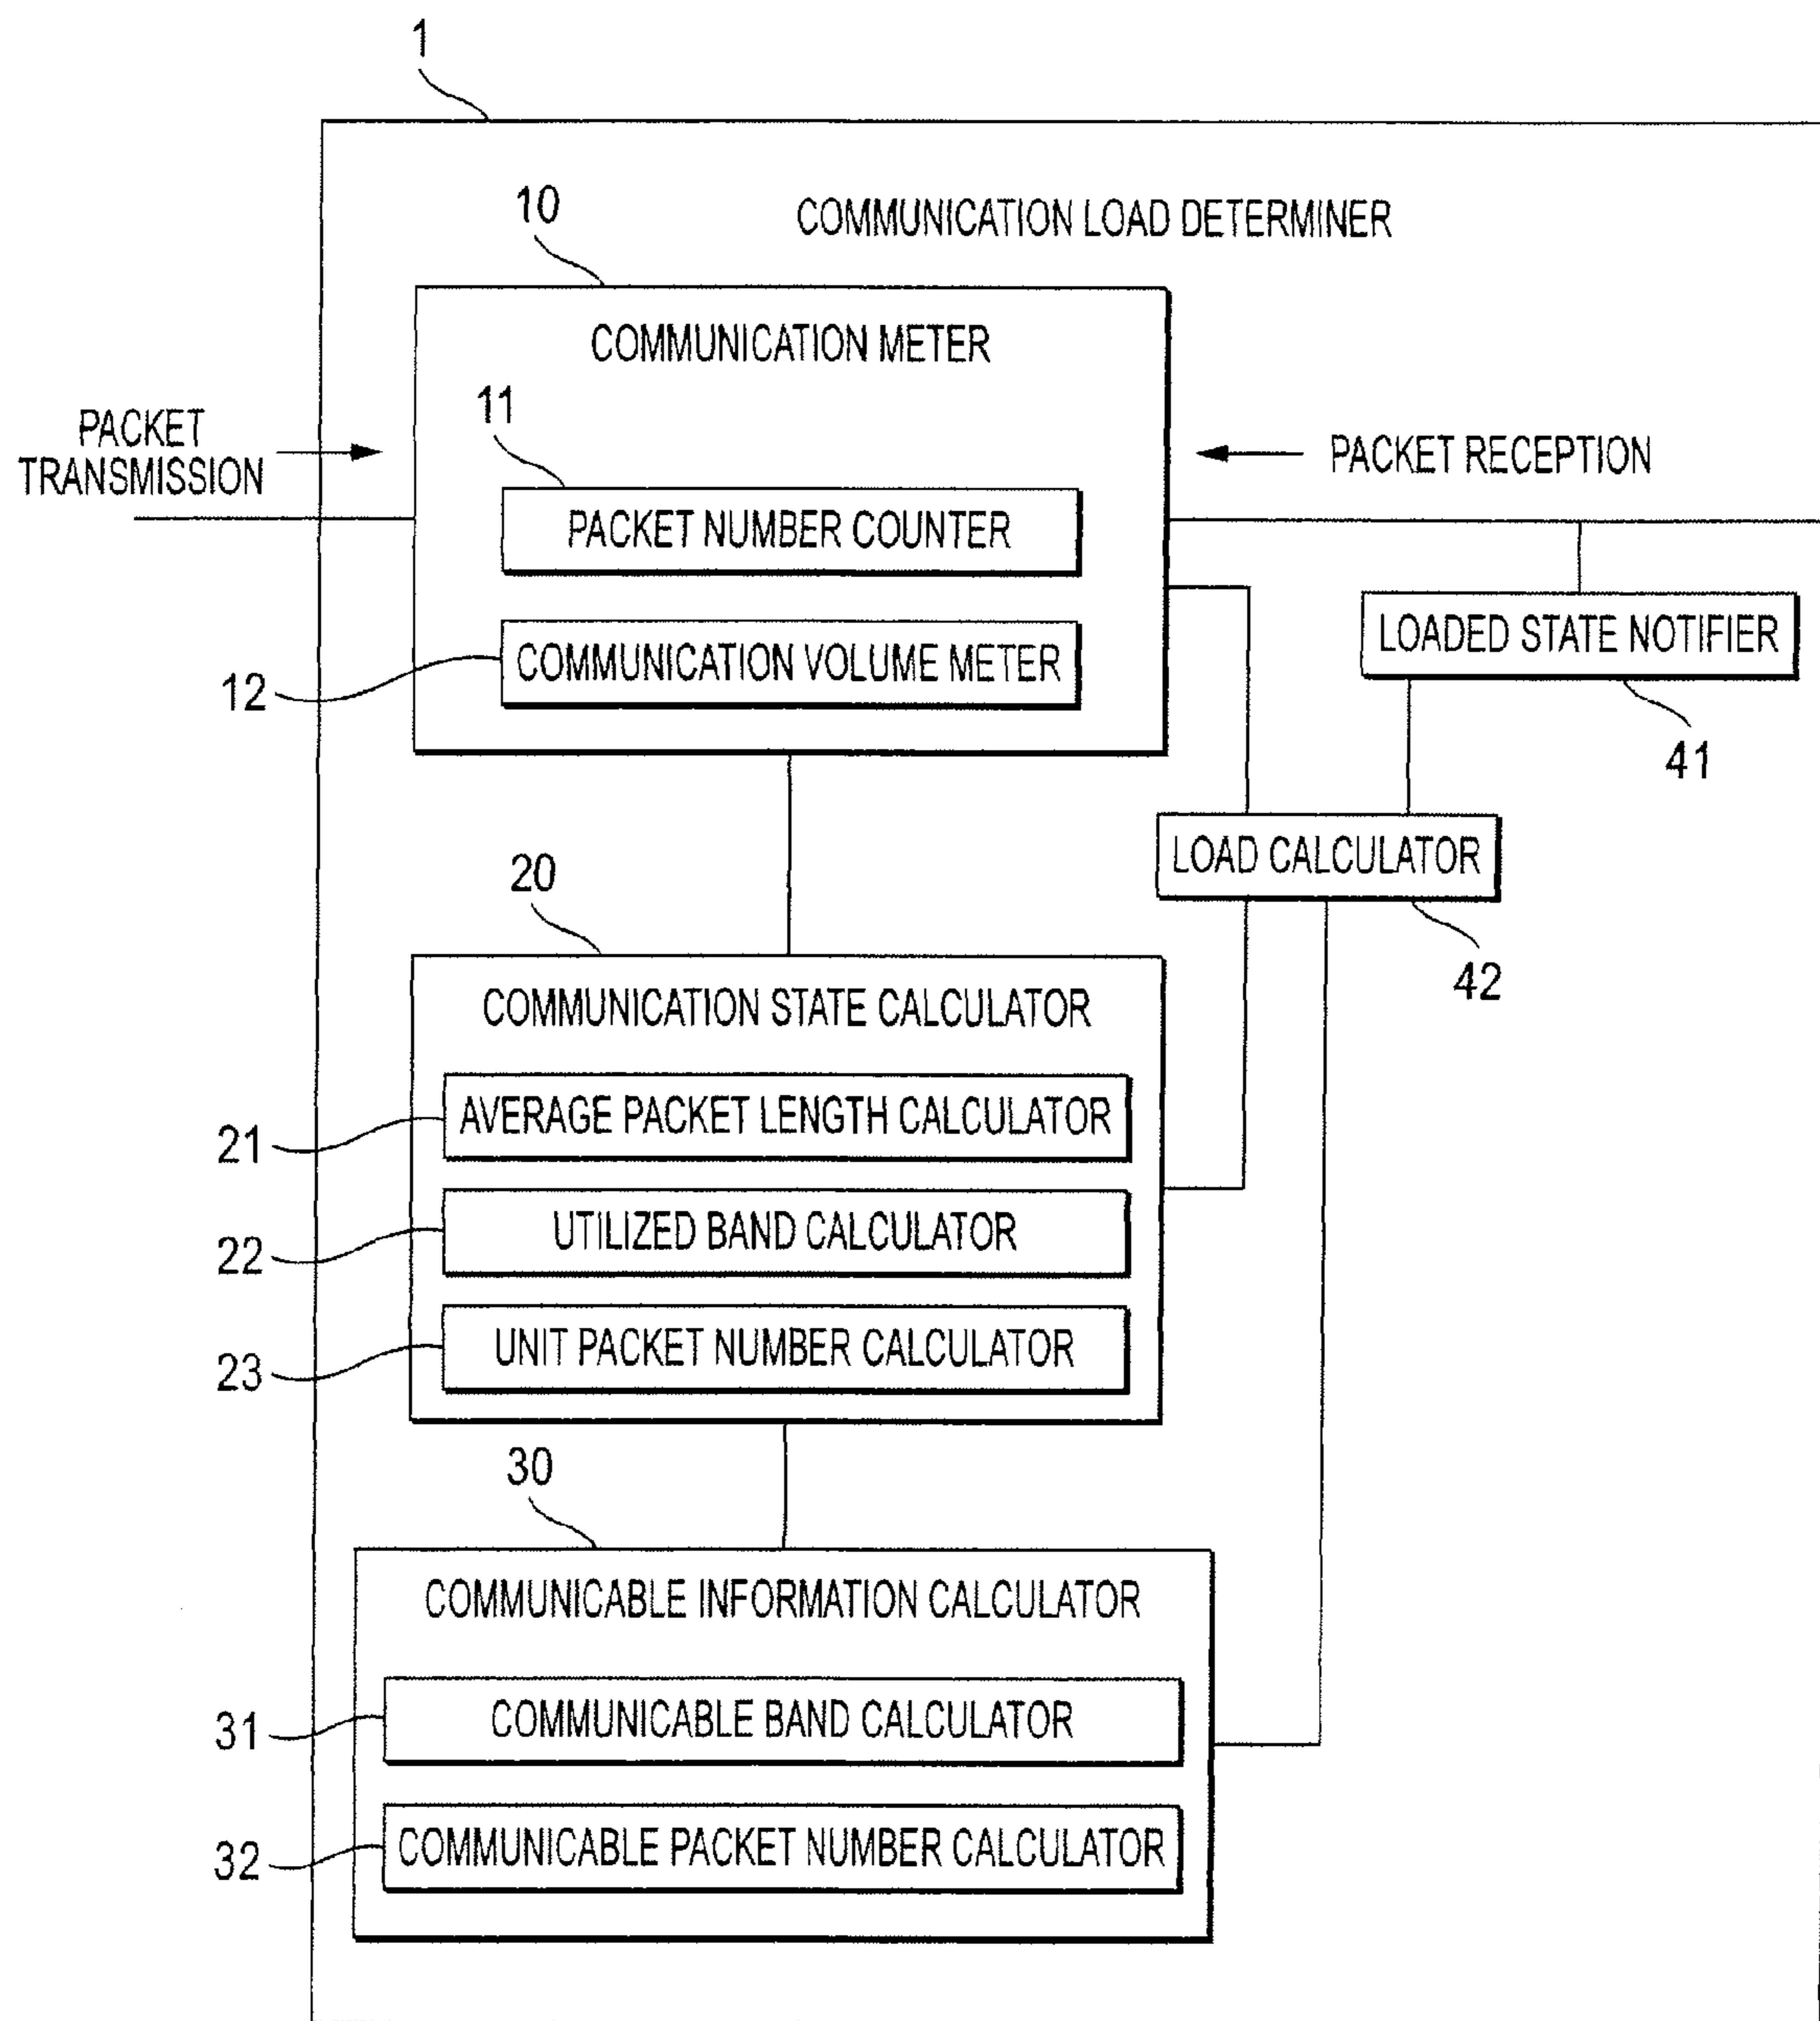 1
COMMUNICATION LOAD DETERMINER
10
COMMUNICATION METER
PACKET
TRANSMISSION
11
PACKET RECEPTION
PACKET NUMBER COUNTER
12
COMMUNICATION VOLUME METER
LOADED STATE NOTIFIER
41
LOAD CALCULATOR
42
20
COMMUNICATION STATE CALCULATOR
21
AVERAGE PACKET LENGTH CALCULATOR
22
UTILIZED BAND CALCULATOR
23
UNIT PACKET NUMBER CALCULATOR
30
COMMUNICABLE INFORMATION CALCULATOR
31
COMMUNICABLE BAND CALCULATOR
32
COMMUNICABLE PACKET NUMBER CALCULATOR